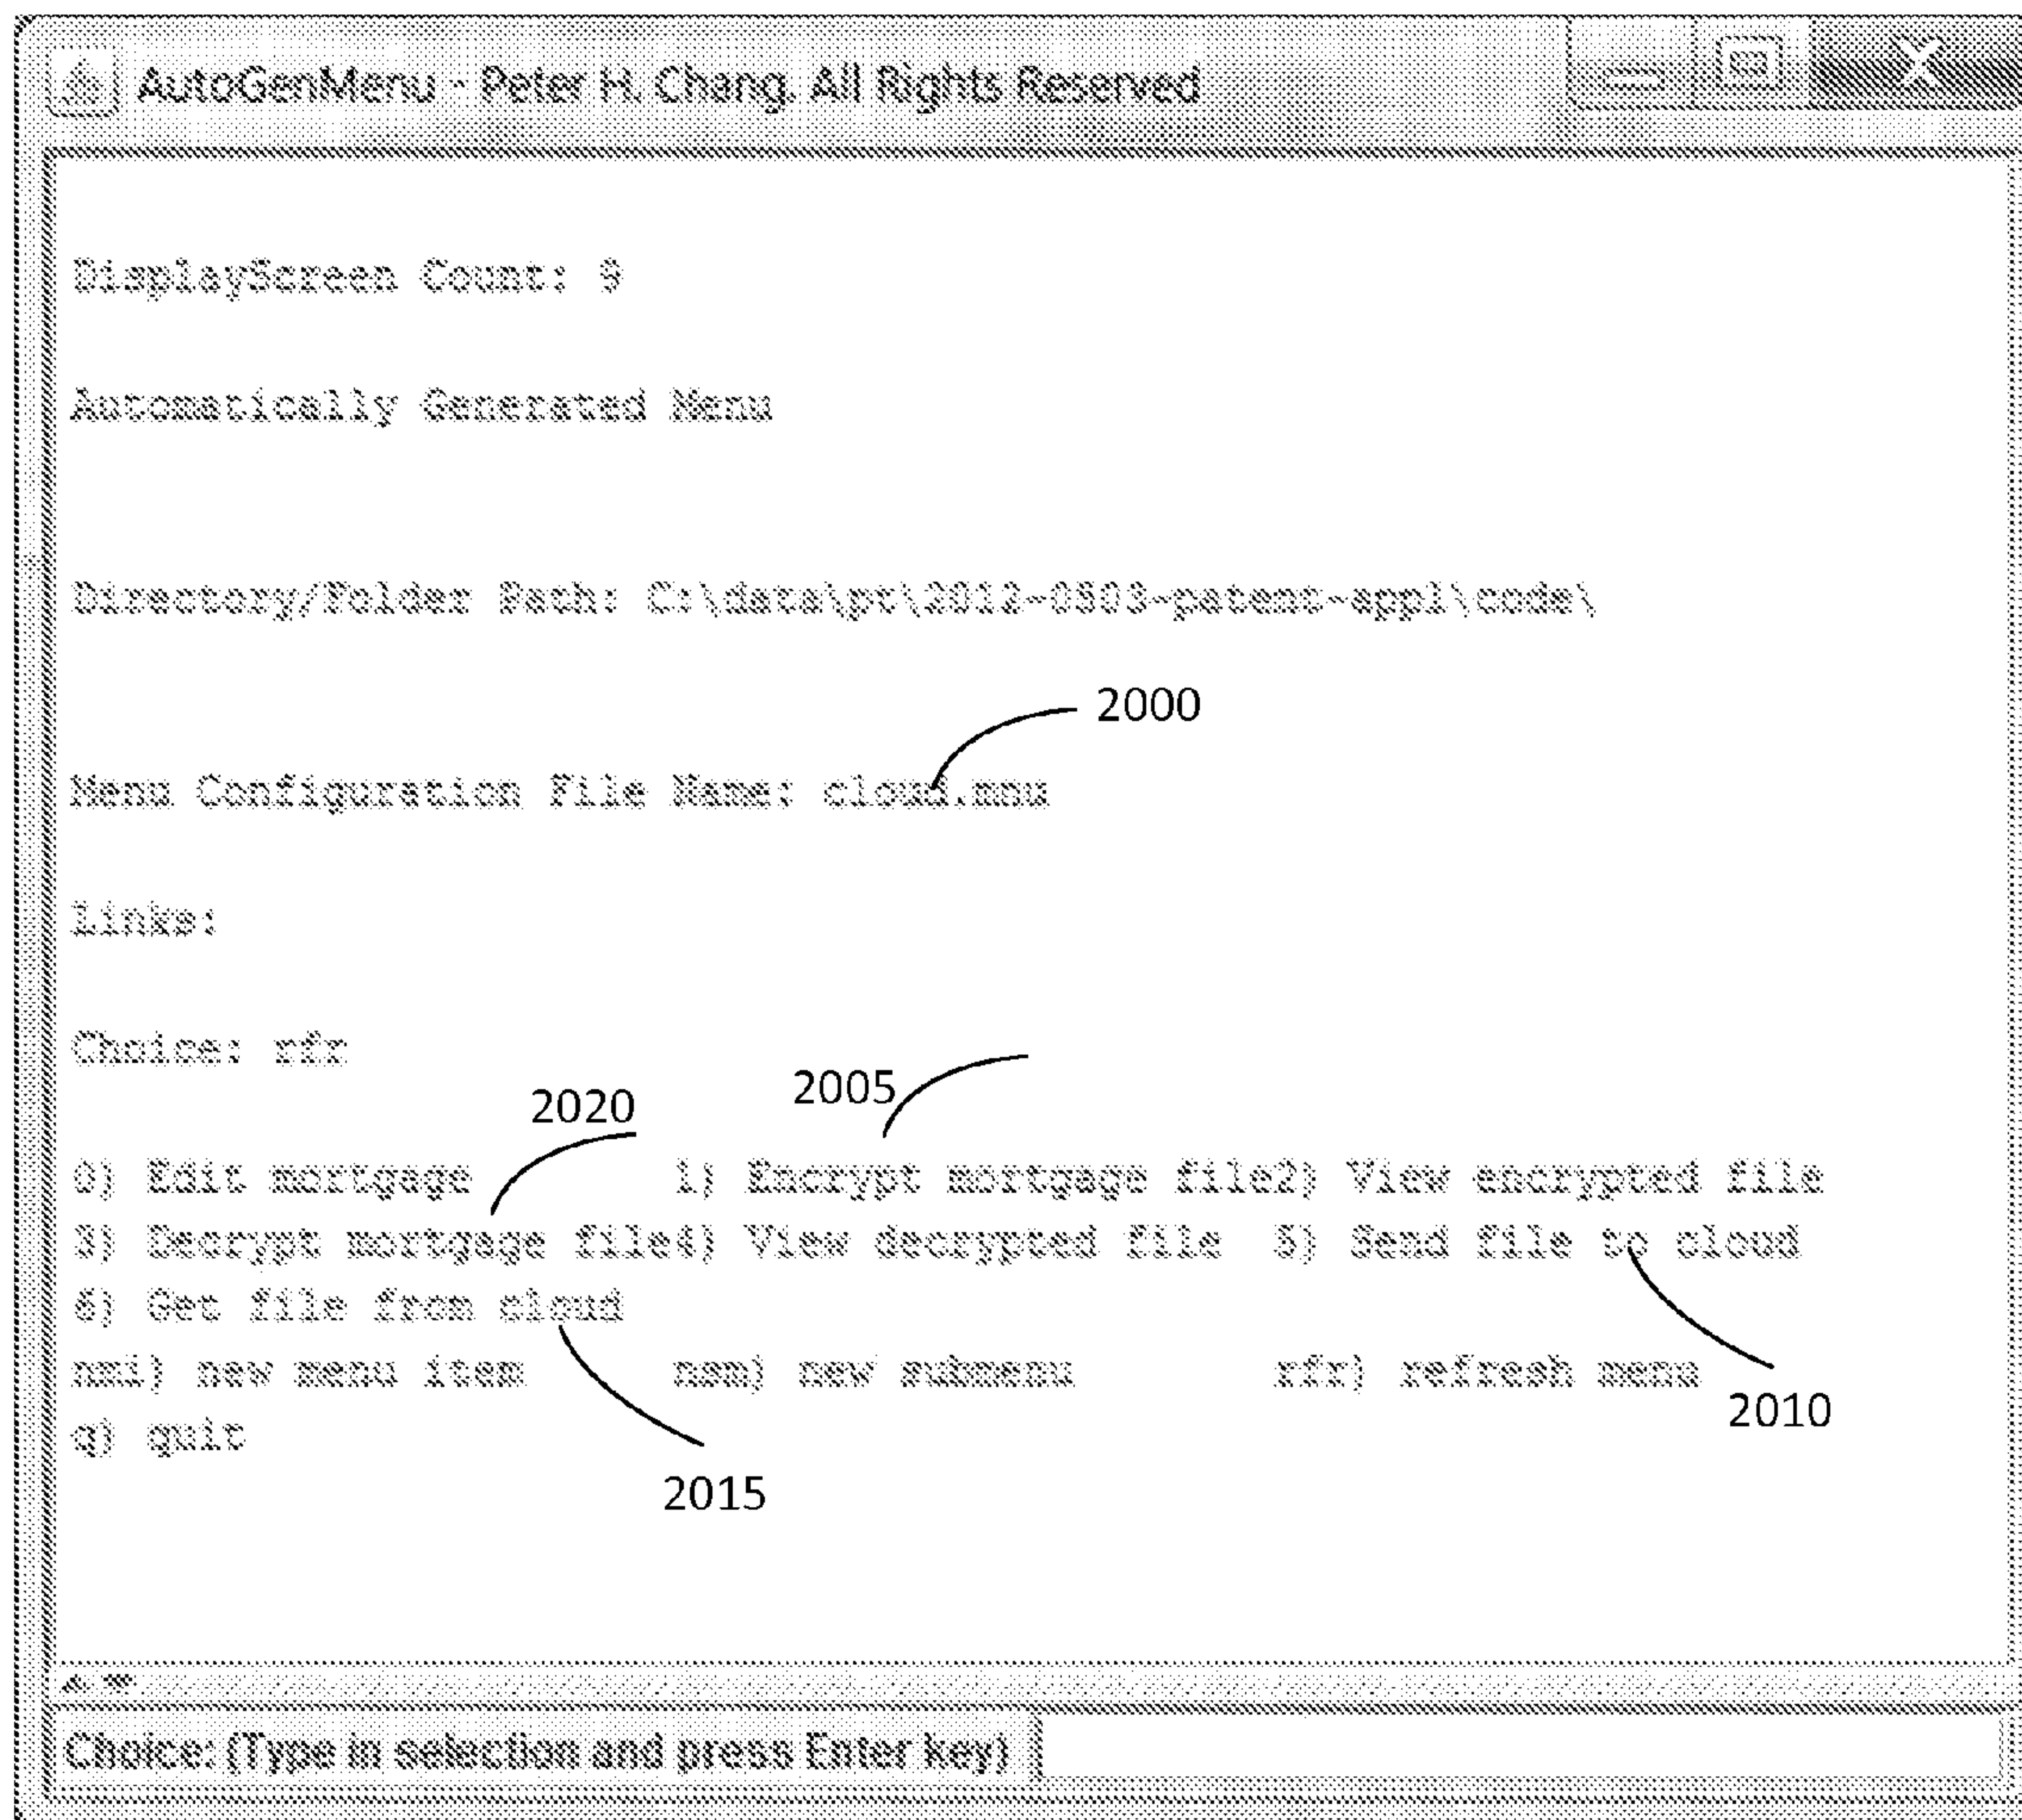 AutoGenMenu - Peter H. Chang. All Rights Reserved
DisplayScreen Count: 9
Automatically Generated Menu
Directory/Folder Path: C:\data\pt\2012-0503-patent-appl\code\
2000
Menu Configuration File Name: cloud.mnu
Links:
Choice: rfr
2020 2005
0) Edit mortgage 1) Encrypt mortgage file2) View encrypted file
3) Decrypt mortgage file4) View decrypted file 5) Send file to cloud
6) Get file from cloud
nmi) new menu item nsm) new submenu rfr) refresh menu
2010
q) quit
2015
Choice: (Type in selection and press Enter key)